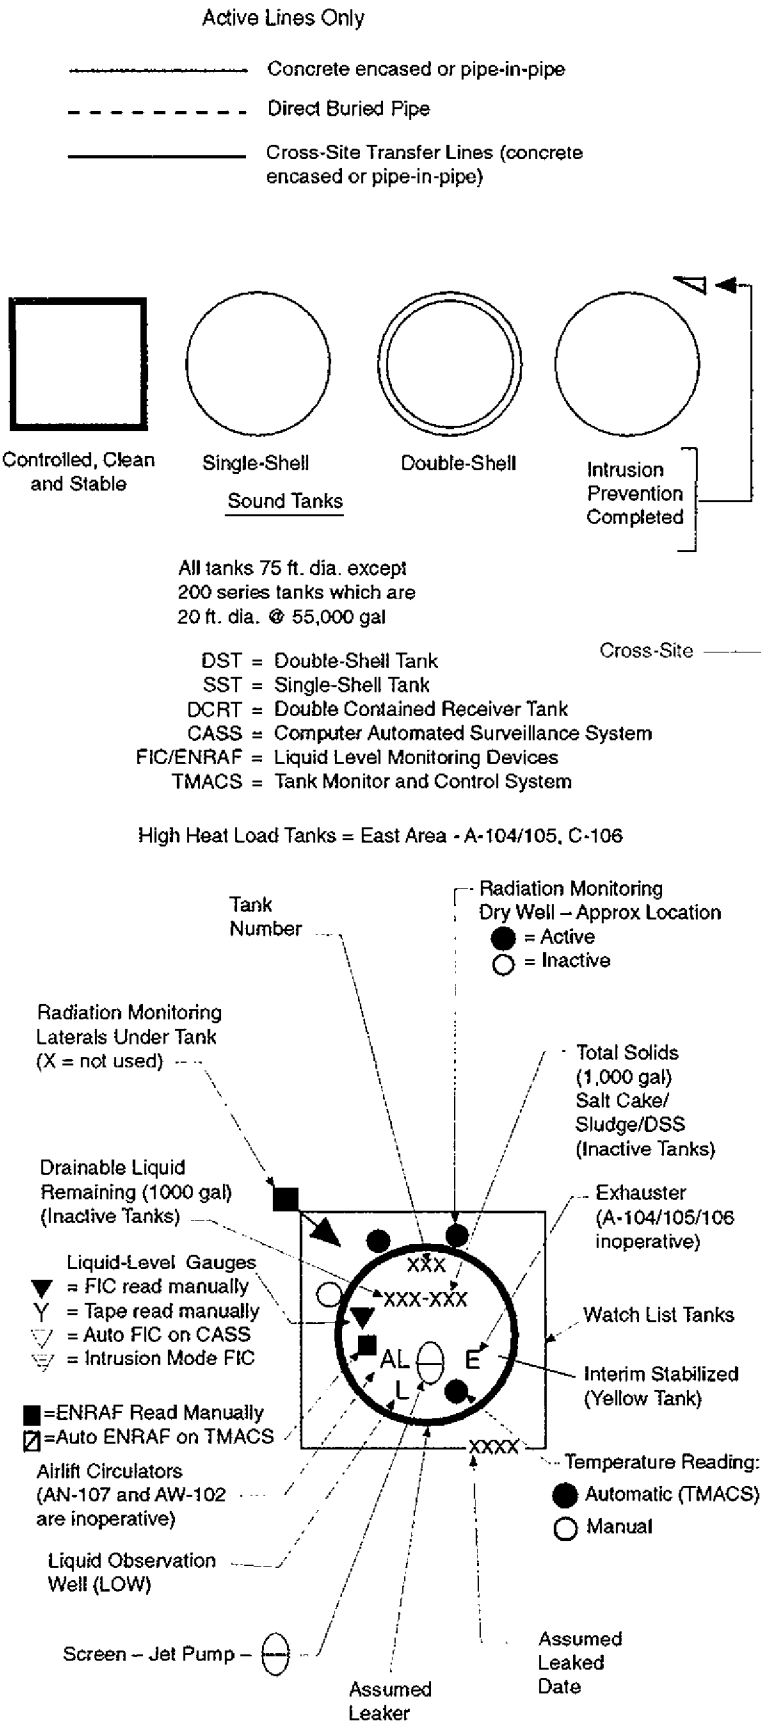 Active Lines Only
Concrete encased or pipe-in-pipe
Direct Buried Pipe
Cross-Site Transfer Lines (concrete
encased or pipe-in-pipe)
Controlled, Clean
and Stable
Single-Shell
Double-Shell
Sound Tanks
Intrusion
Prevention
Completed
All tanks 75 ft. dia. except
200 series tanks which are
20 ft. dia. @ 55,000 gal
Cross-Site
DST = Double-Shell Tank
SST = Single-Shell Tank
DCRT = Double Contained Receiver Tank
CASS = Computer Automated Surveillance System
FIC/ENRAF = Liquid Level Monitoring Devices
TMACS = Tank Monitor and Control System
High Heat Load Tanks = East Area - A-104/105, C-106
Tank
Number
Radiation Monitoring
Dry Well – Approx Location
= Active
= Inactive
Radiation Monitoring
Laterals Under Tank
(X = not used)
Total Solids
(1,000 gal)
Salt Cake/
Sludge/DSS
(Inactive Tanks)
Drainable Liquid
Remaining (1000 gal)
(Inactive Tanks)
Exhauster
(A-104/105/106
inoperative)
Liquid-Level Gauges
= FIC read manually
Y = Tape read manually
= Auto FIC on CASS
= Intrusion Mode FIC
XXX
XXX-XXX
AL
E
L
XXXX
Watch List Tanks
Interim Stabilized
(Yellow Tank)
=ENRAF Read Manually
=Auto ENRAF on TMACS
Airlift Circulators
(AN-107 and AW-102
are inoperative)
Temperature Reading:
Automatic (TMACS)
Manual
Liquid Observation
Well (LOW)
Screen – Jet Pump –
Assumed
Leaker
Assumed
Leaked
Date